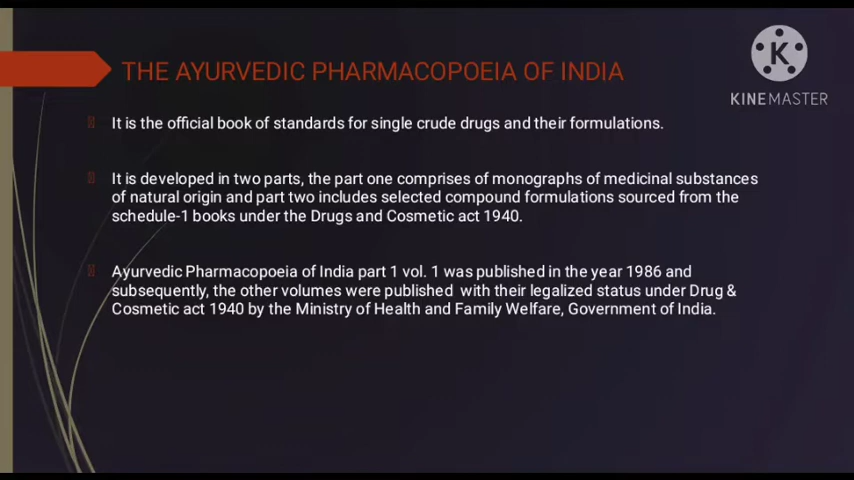 THE AYURVEDIC PHARMACOPOEIA OF INDIA
K
KINEMASTER
It is the official book of standards for single crude drugs and their formulations.
It is developed in two parts, the part one comprises of monographs of medicinal substances
of natural origin and part two includes selected compound formulations sourced from the
schedule-1 books under the Drugs and Cosmetic act 1940.
Ayurvedic Pharmacopoeia of India part 1 vol. 1 was published in the year 1986 and
subsequently, the other volumes were published with their legalized status under Drug &
Cosmetic act 1940 by the Ministry of Health and Family Welfare, Government of India.